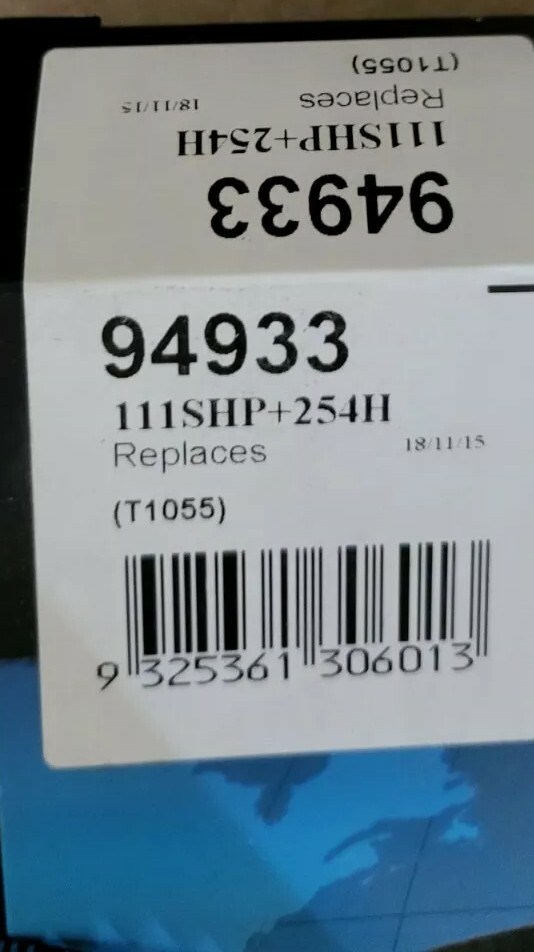 (T1055)
Replaces 18/11/15
111SHP+254H
94933
94933
111SHP+254H
Replaces 18/11/15
(T1055)
9 325361 306013